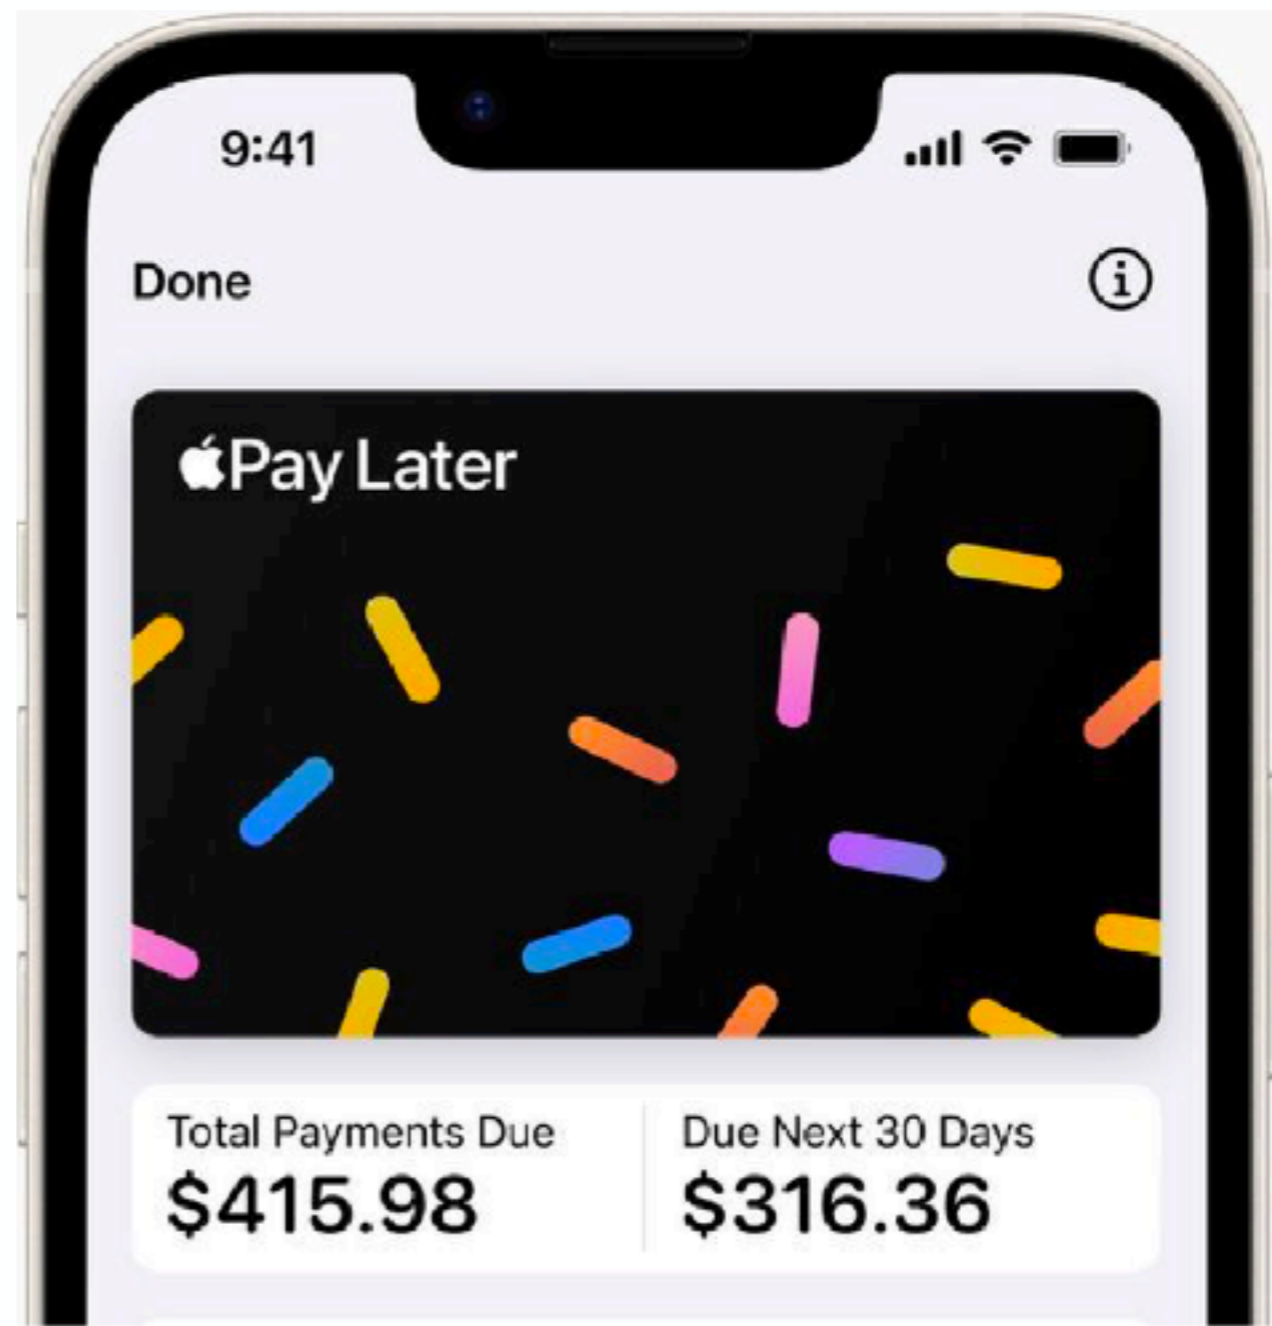 9:41
Done
Pay Later
Total Payments Due
$415.98
Due Next 30 Days
$316.36